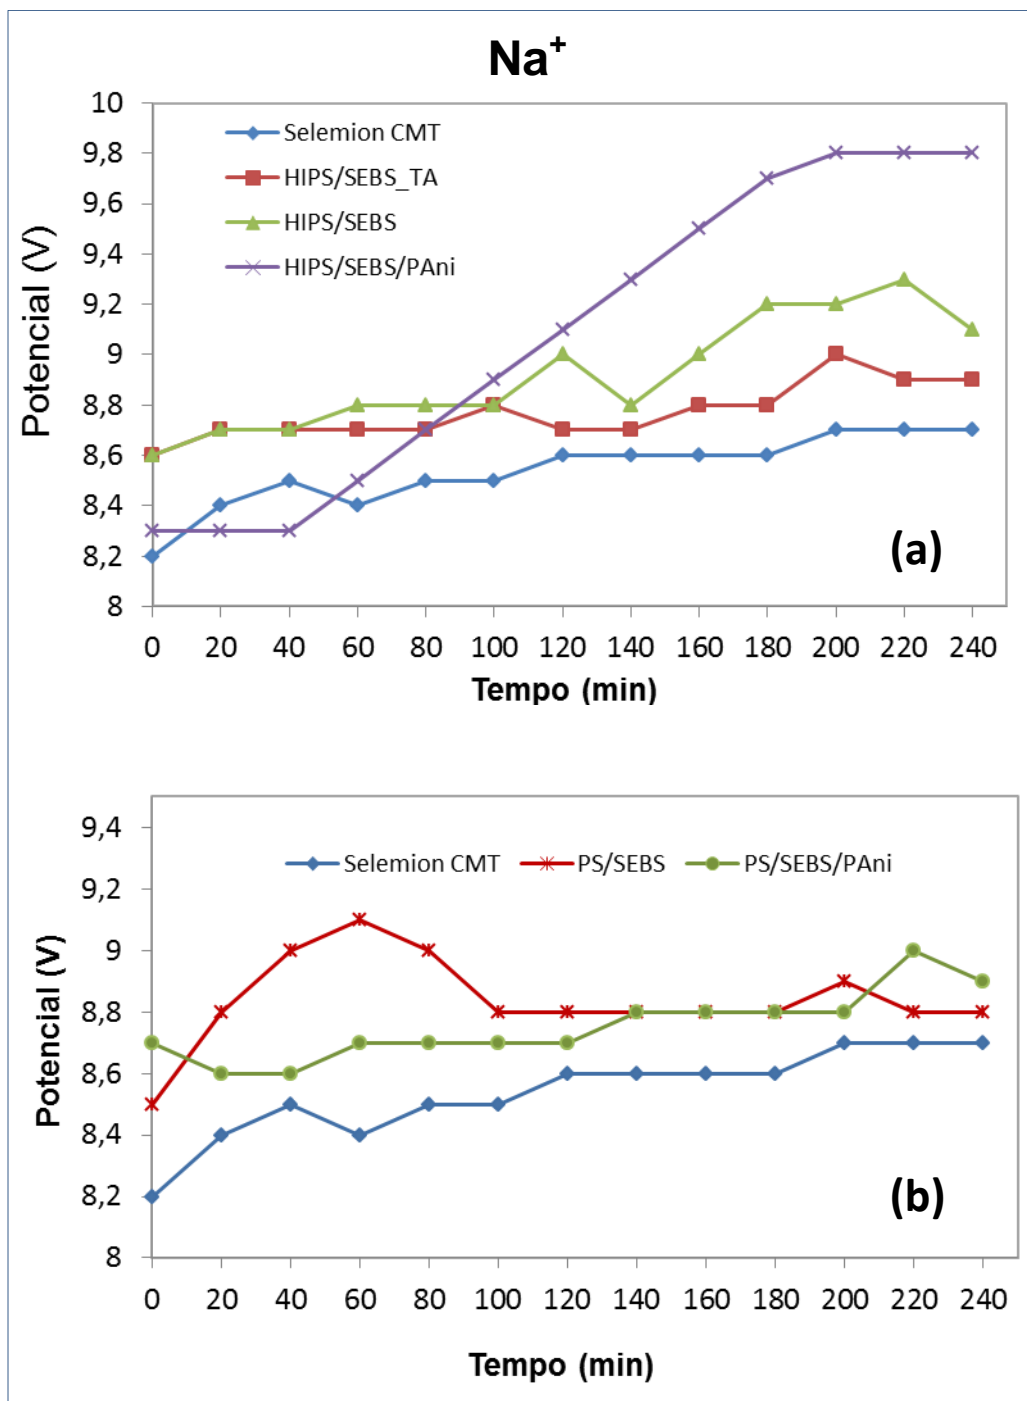 Na⁺
Potencial (V)
10
9,8
9,6
9,4
9,2
9
8,8
8,6
8,4
8,2
8
Selemion CMT
HIPS/SEBS_TA
HIPS/SEBS
HIPS/SEBS/PAni
(a)
0 20 40 60 80 100 120 140 160 180 200 220 240
Tempo (min)
Potencial (V)
9,4
9,2
9
8,8
8,6
8,4
8,2
8
Selemion CMT PS/SEBS PS/SEBS/PAni
(b)
0 20 40 60 80 100 120 140 160 180 200 220 240
Tempo (min)